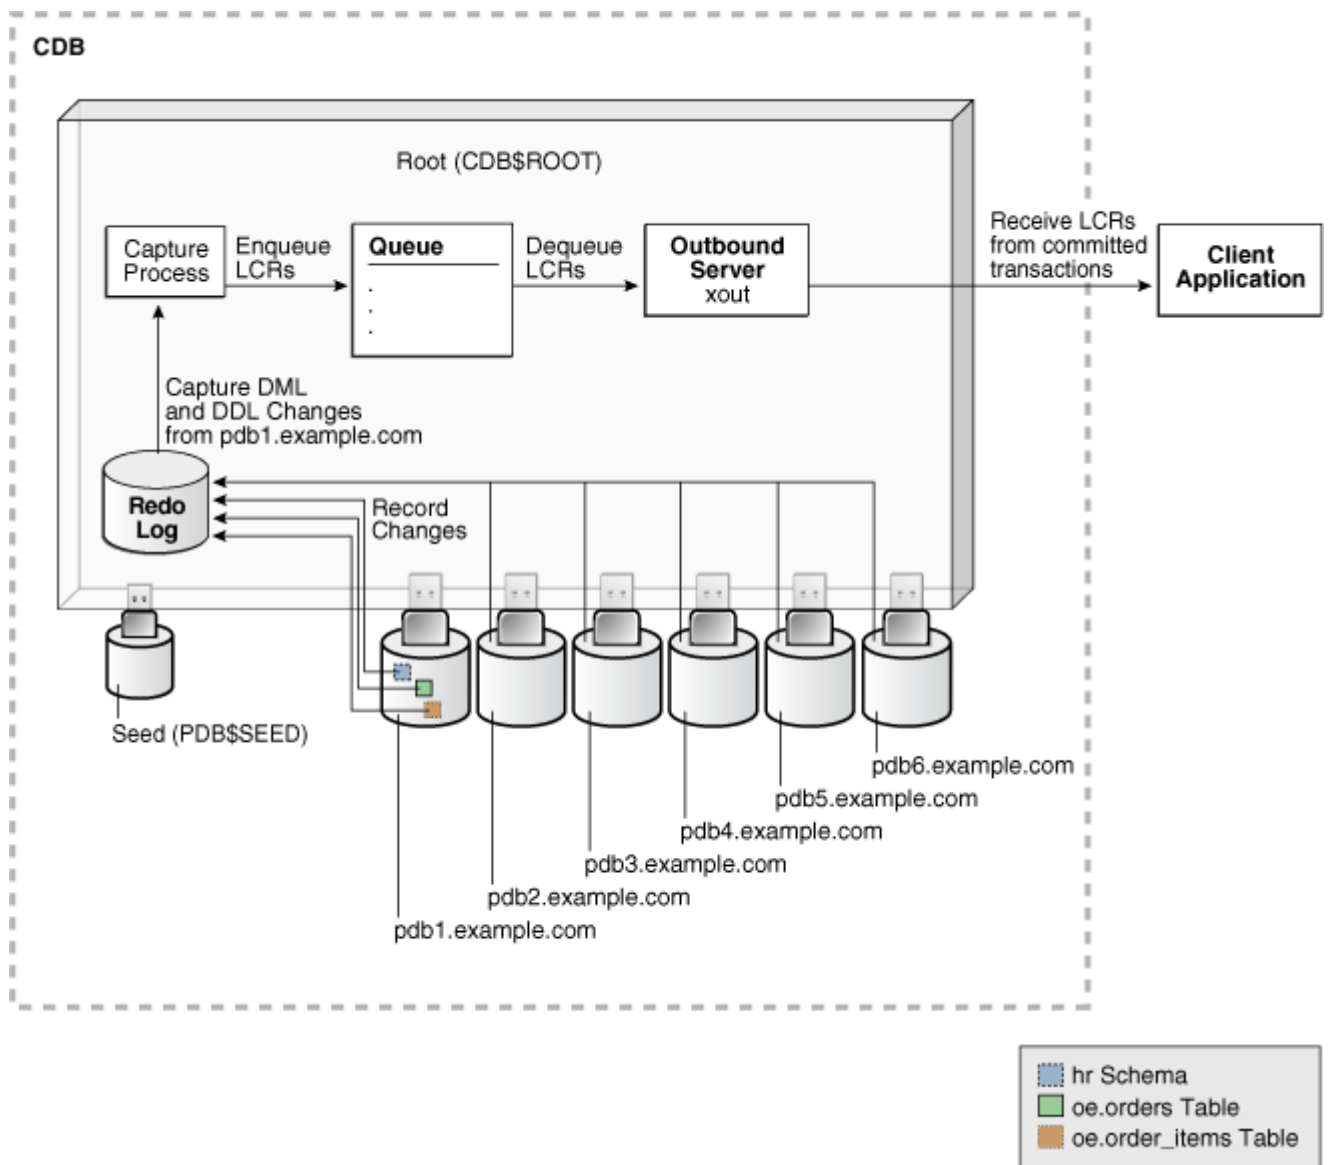 CDB
Root (CDB$ROOT)
Capture
Process
Enqueue
LCRs
Queue
.
.
.
Dequeue
LCRs
Outbound
Server
xout
Receive LCRs
from committed
transactions
Client
Application
Capture DML
and DDL Changes
from pdb1.example.com
Redo
Log
Record
Changes
Seed (PDB$SEED)
pdb6.example.com
pdb5.example.com
pdb4.example.com
pdb3.example.com
pdb2.example.com
pdb1.example.com
hr Schema
oe.orders Table
oe.order_items Table